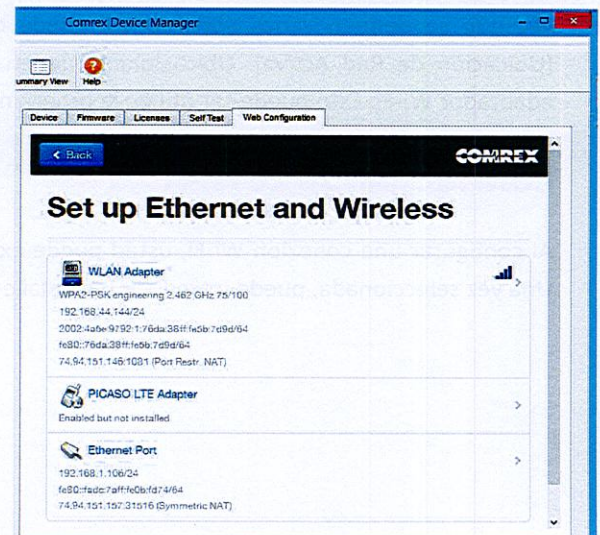 Comrex Device Manager
ummary View Help
Device Firmware Licenses Self Test Web Configuration
< Back
COMREX
Set up Ethernet and Wireless
WLAN Adapter
WPA2-PSK engineering 2,462 GHz 75/100
192.168.44.144/24
2002:4a5e:9792:1:76da:38ff:fe5b:7d9d/64
fe80::76da:38ff:fe5b:7d9d/64
74.94.151.146:1081 (Port Restr. NAT)
PICASO LTE Adapter
Enabled but not installed
Ethernet Port
192.168.1.106/24
fe80::fadc:7aff:fe0b:fd74/64
74.94.151.157:31516 (Symmetric NAT)